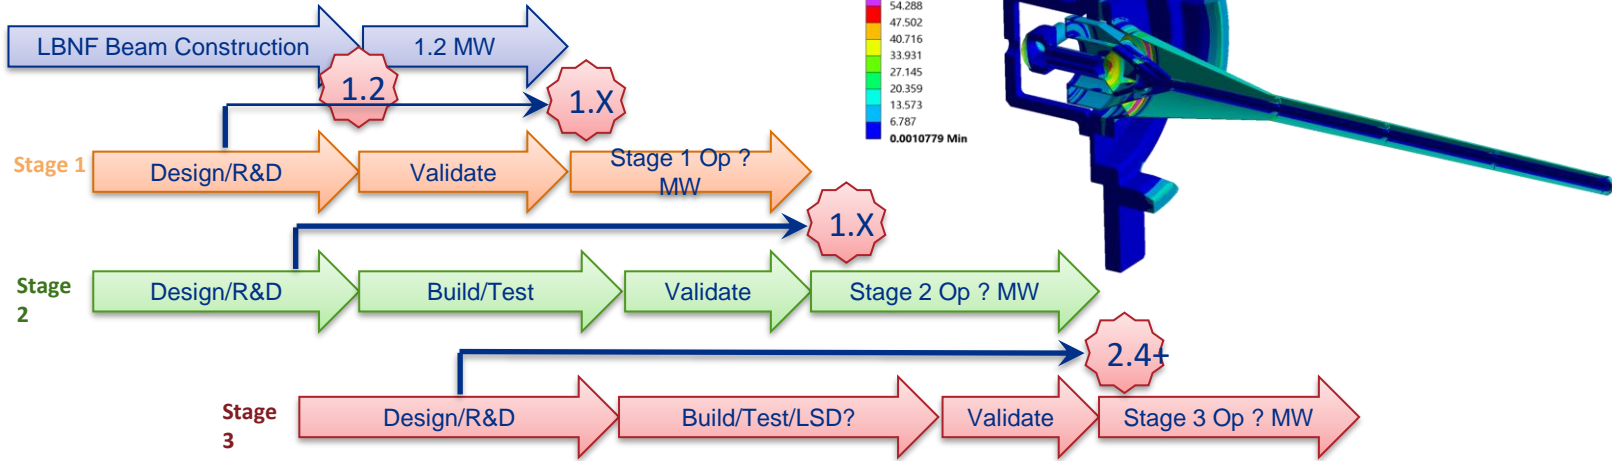 54.288
47.502
40.716
33.931
27.145
20.359
13.573
6.787
0.0010779 Min
LBNF Beam Construction
1.2 MW
1.2
1.X
Stage 1
Design/R&D
Validate
Stage 1 Op ?
MW
1.X
Stage
2
Design/R&D
Build/Test
Validate
Stage 2 Op ? MW
2.4+
Stage
3
Design/R&D
Build/Test/LSD?
Validate
Stage 3 Op ? MW